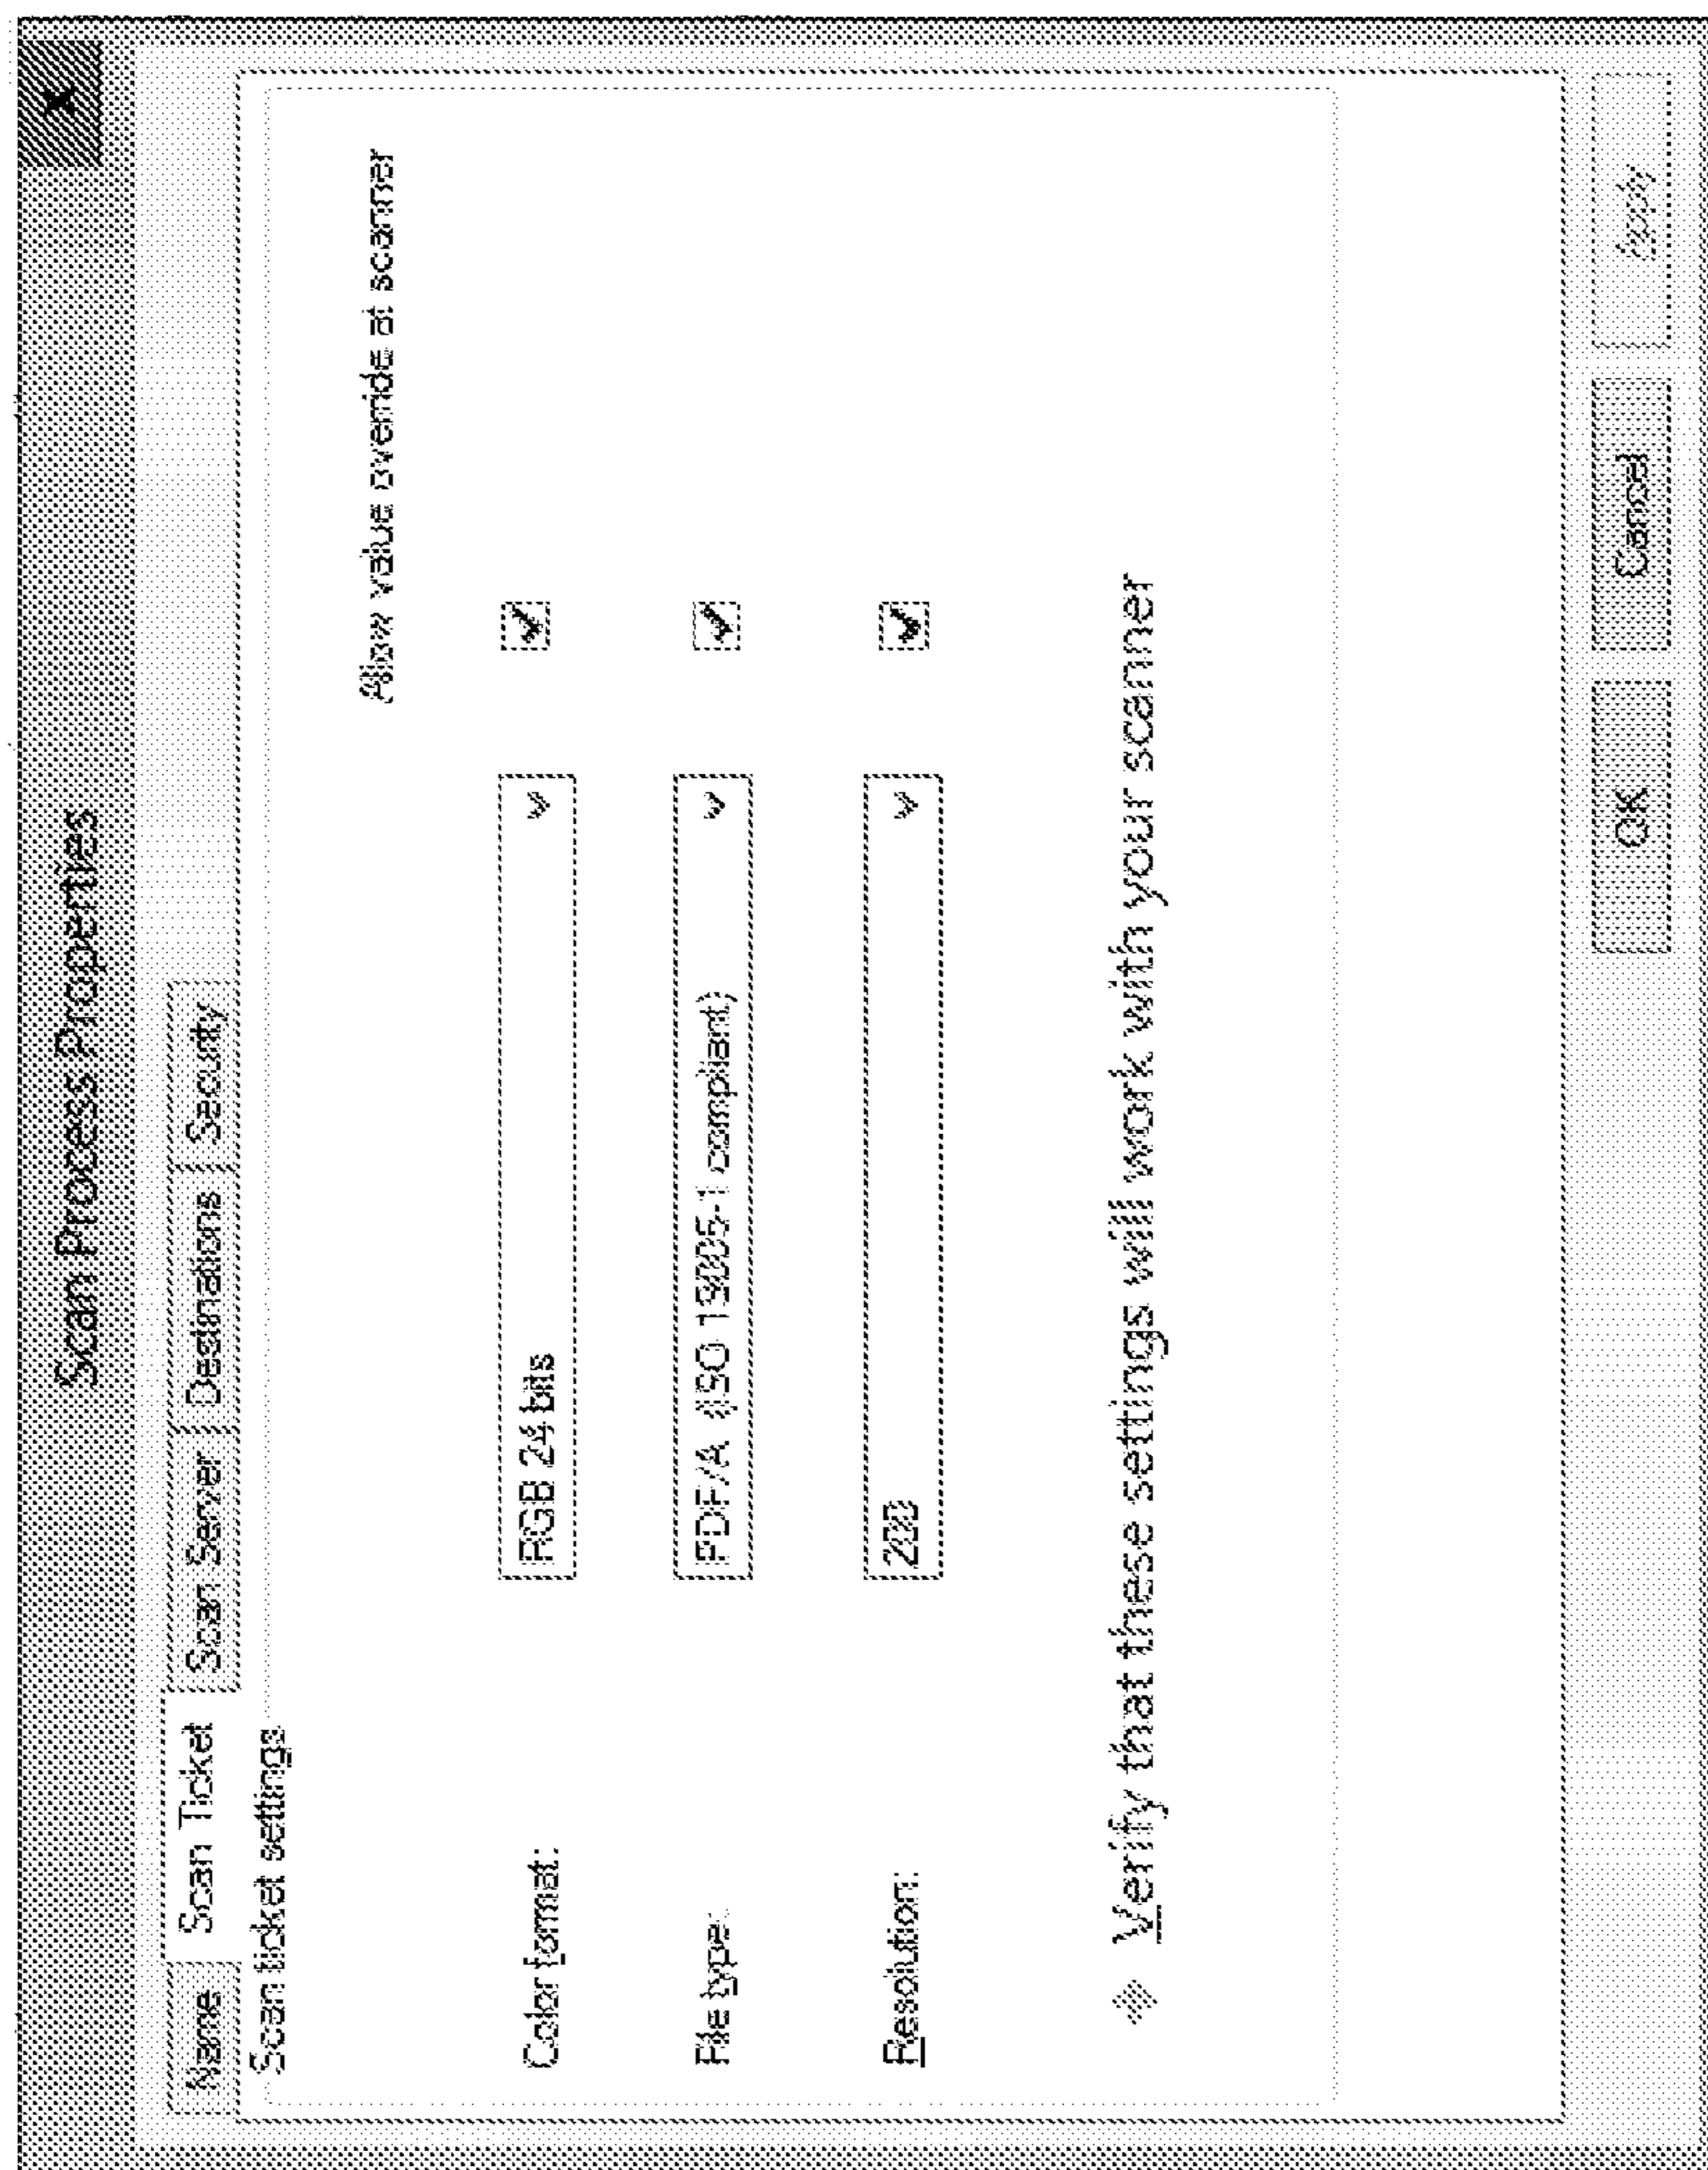 Scan Process Properties
x
Name Scan Ticket Scan Server Destinations Security
Scan ticket settings
Allow value override at scanner
Color format: RGB 24 bits
File type: PDF/A (ISO 19005-1 compliant)
Resolution: 200
Verify that these settings will work with your scanner
OK Cancel Apply